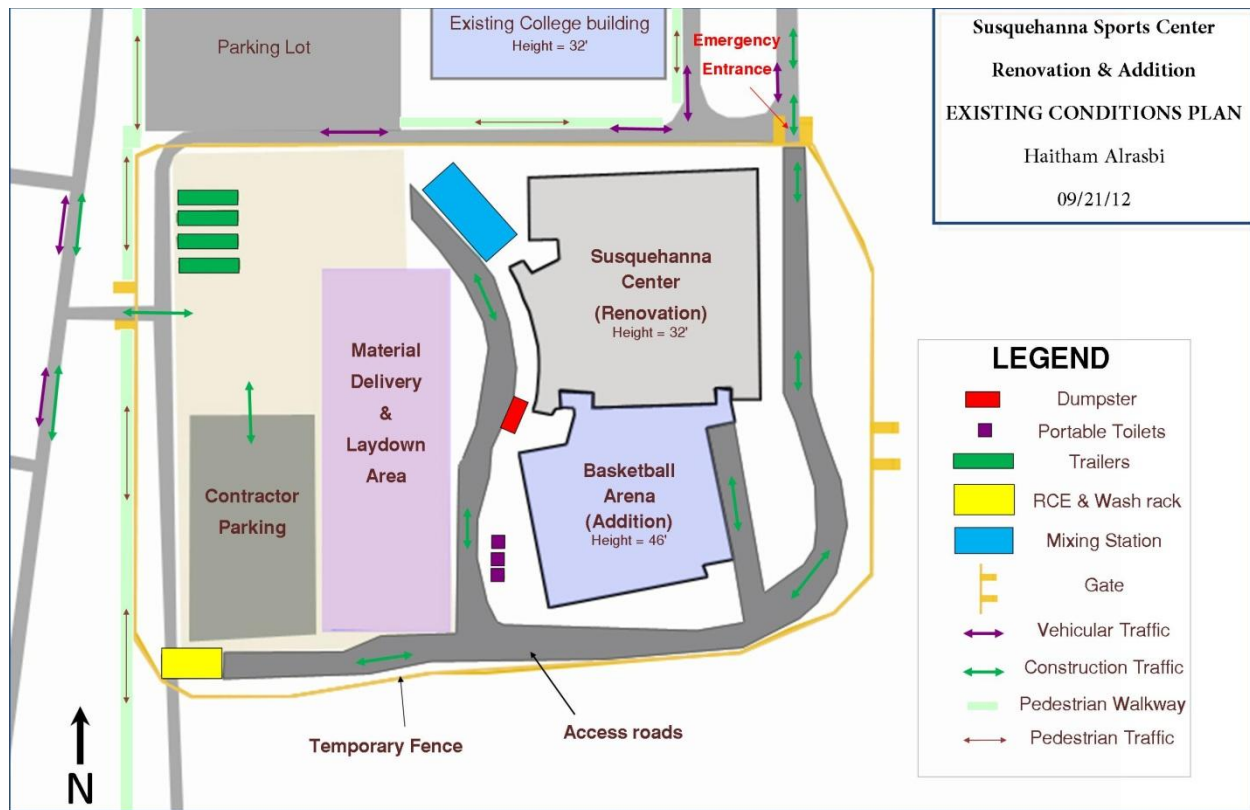 Parking Lot
Existing College building
Height = 32'
Emergency
Entrance
Susquehanna Sports Center
Renovation & Addition
EXISTING CONDITIONS PLAN
Haitham Alrasbi
09/21/12
Susquehanna
Center
(Renovation)
Height = 32'
Material
Delivery
&
Laydown
Area
Contractor
Parking
Basketball
Arena
(Addition)
Height = 46'
LEGEND
Dumpster
Portable Toilets
Trailers
RCE & Wash rack
Mixing Station
Gate
Vehicular Traffic
Construction Traffic
Pedestrian Walkway
Pedestrian Traffic
Temporary Fence
Access roads
N